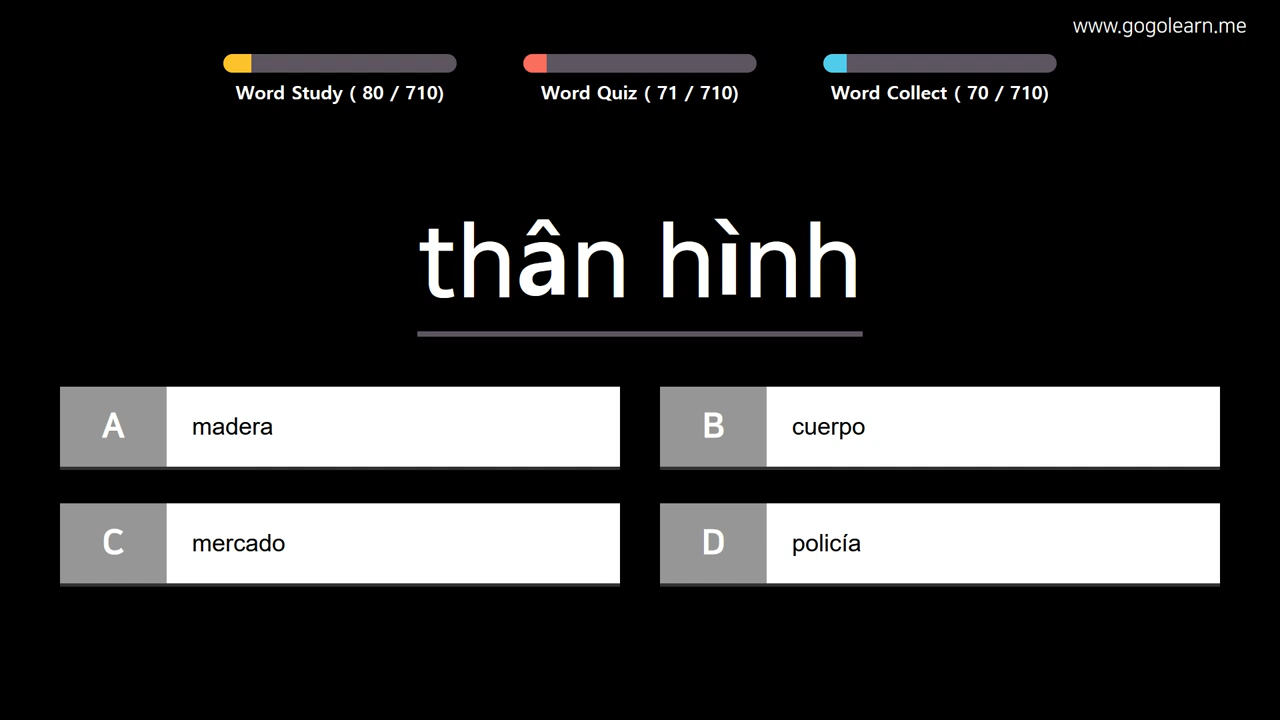 www.gogolearn.me
Word Study ( 80 / 710)
Word Quiz ( 71 / 710)
Word Collect ( 70 / 710)
thân hình
A madera
B cuerpo
C mercado
D policía